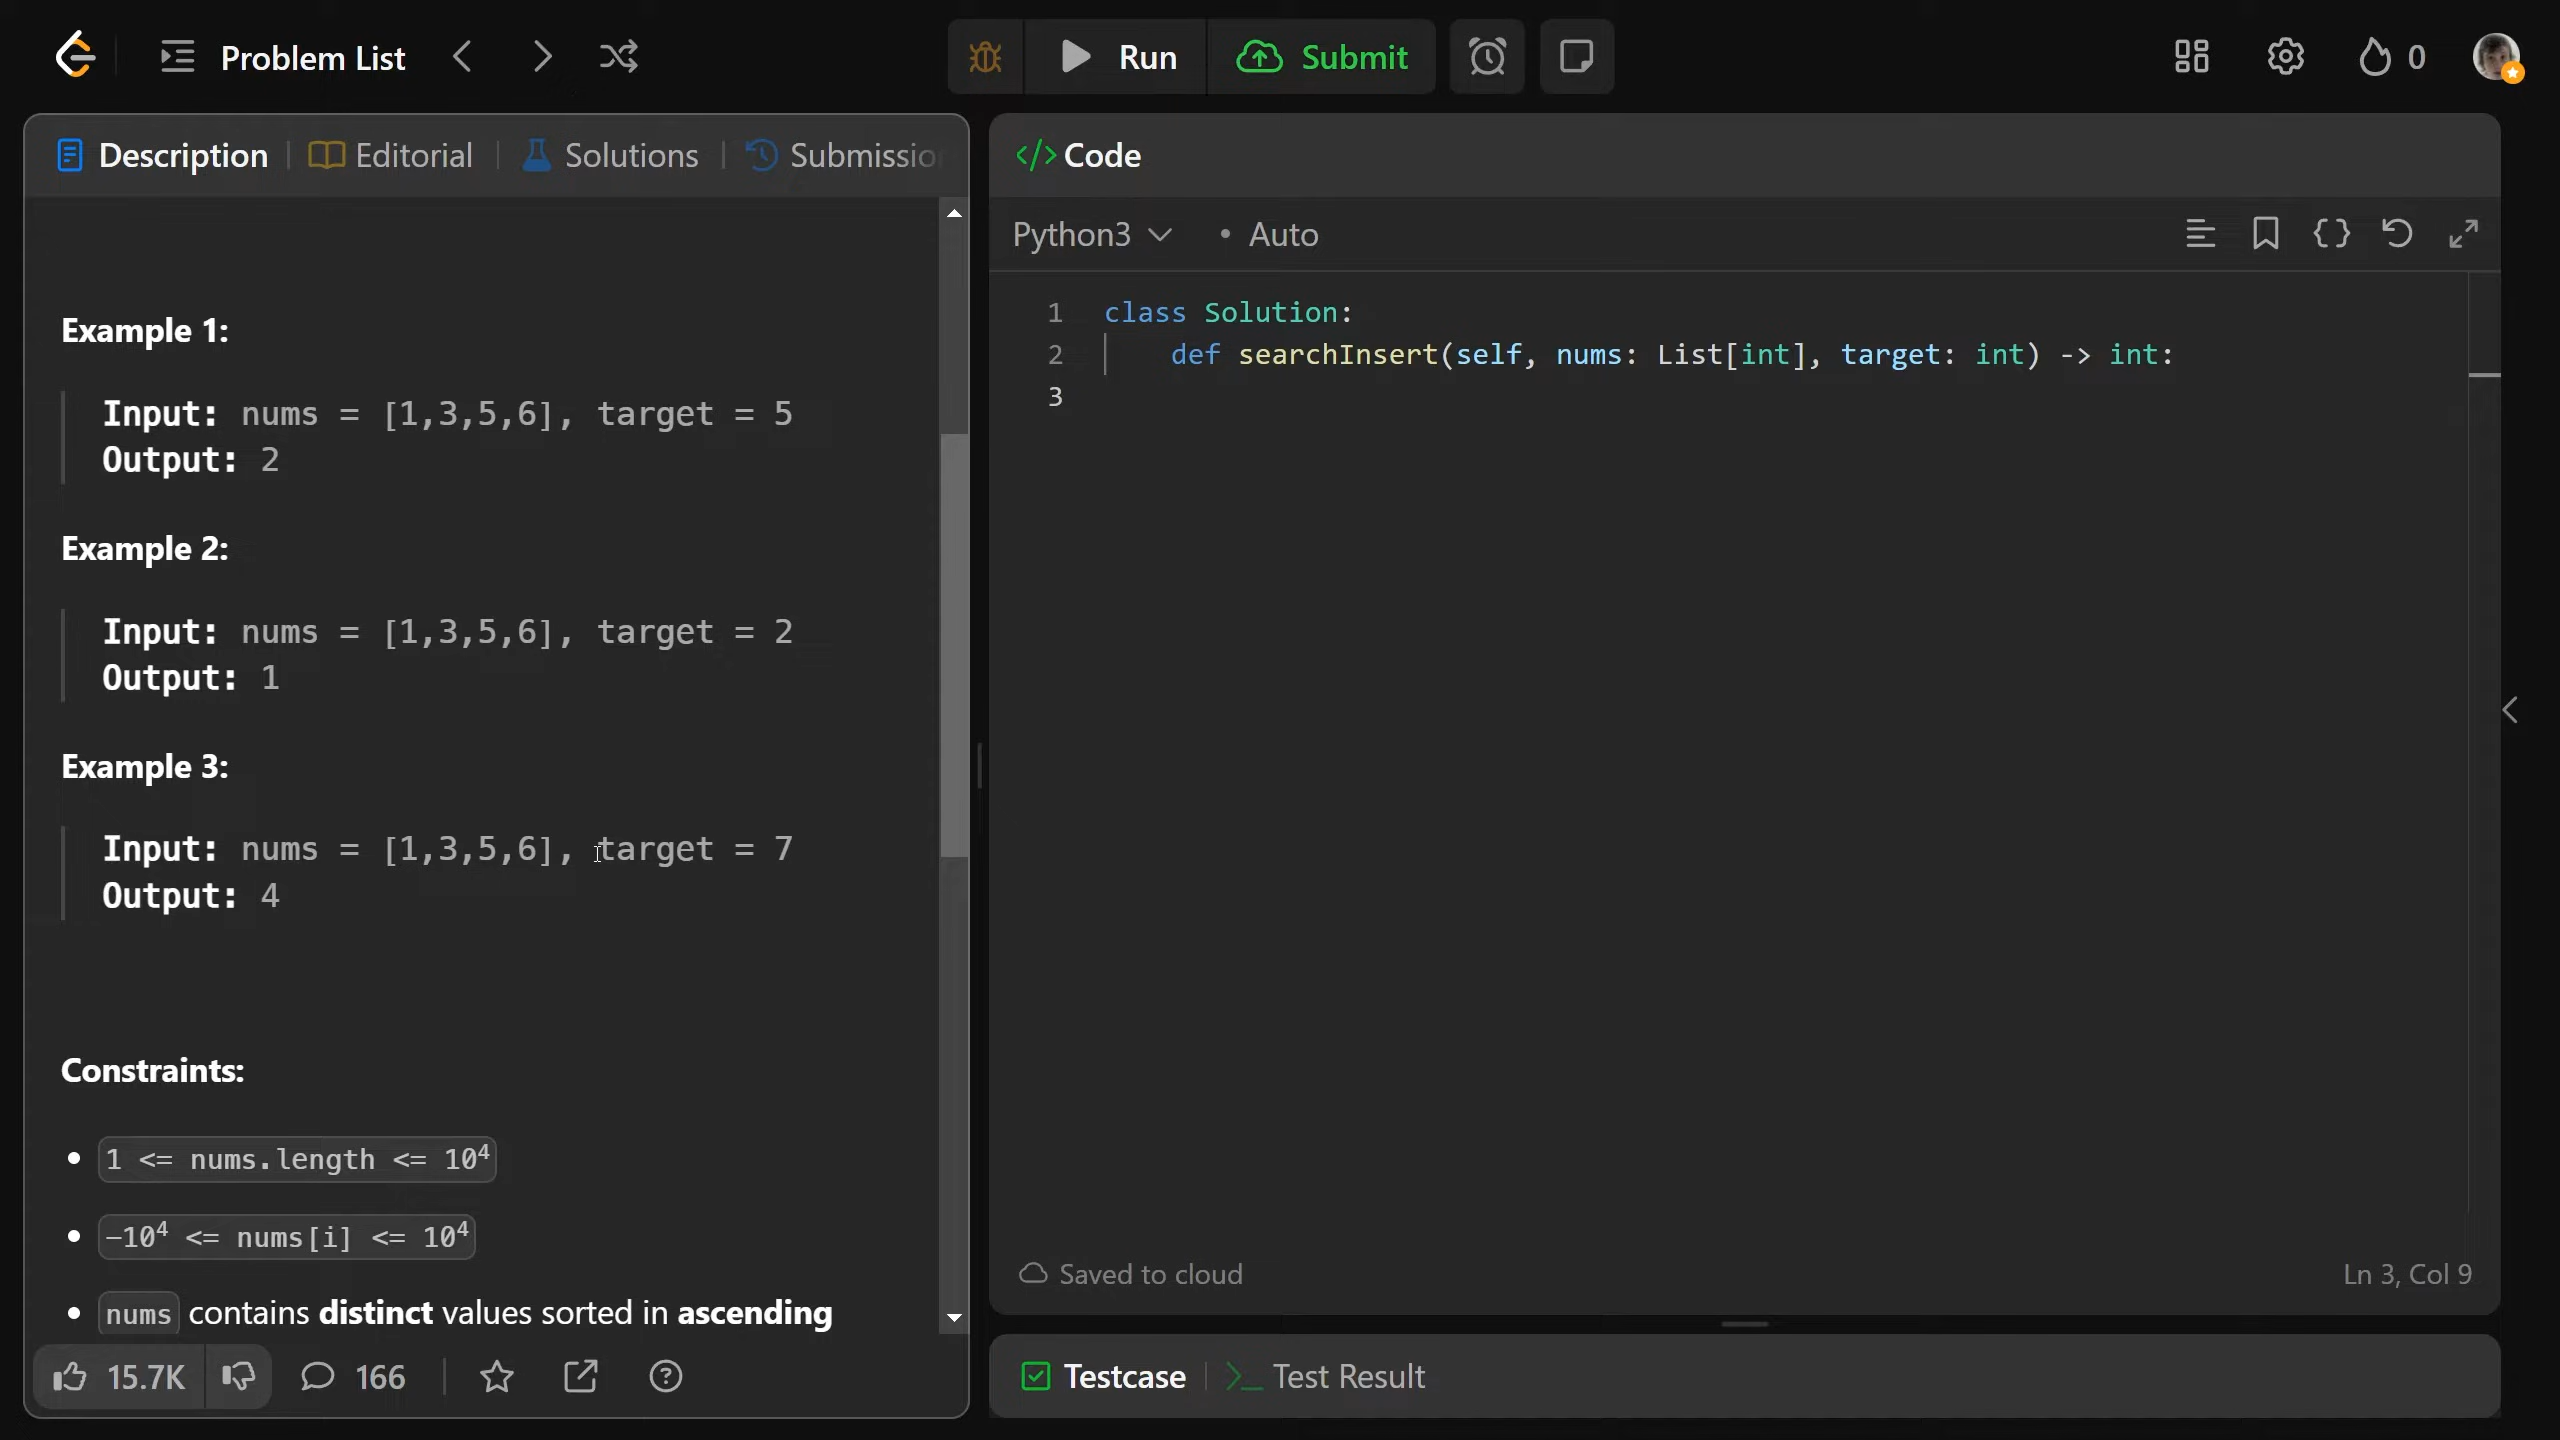 Problem List
Run
Submit
0
Description
Editorial
Solutions
Submissio
Example 1:
Input: nums = [1,3,5,6], target = 5
Output: 2
Example 2:
Input: nums = [1,3,5,6], target = 2
Output: 1
Example 3:
Input: nums = [1,3,5,6], target = 7
Output: 4
Constraints:
• 1 <= nums.length <= 10⁴
• −10⁴ <= nums[i] <= 10⁴
• nums contains distinct values sorted in ascending
15.7K
166
</> Code
Python3
• Auto
1 class Solution:
2     def searchInsert(self, nums: List[int], target: int) -> int:
3
Saved to cloud
Ln 3, Col 9
Testcase
Test Result